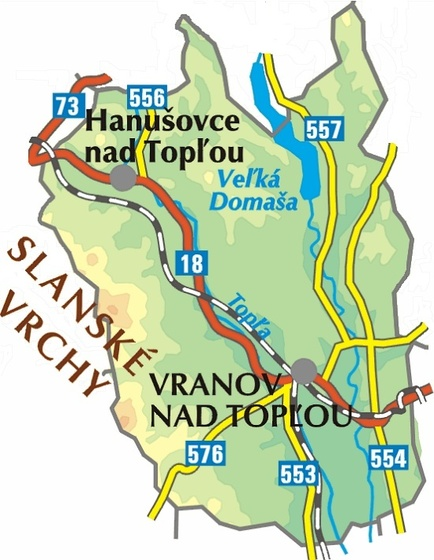 73
556
Hanušovce
nad Topľou
557
Veľká
Domaša
18
SLANSKÉ
VRCHY
Topľa
VRANOV
NAD TOPĽOU
576
553
554